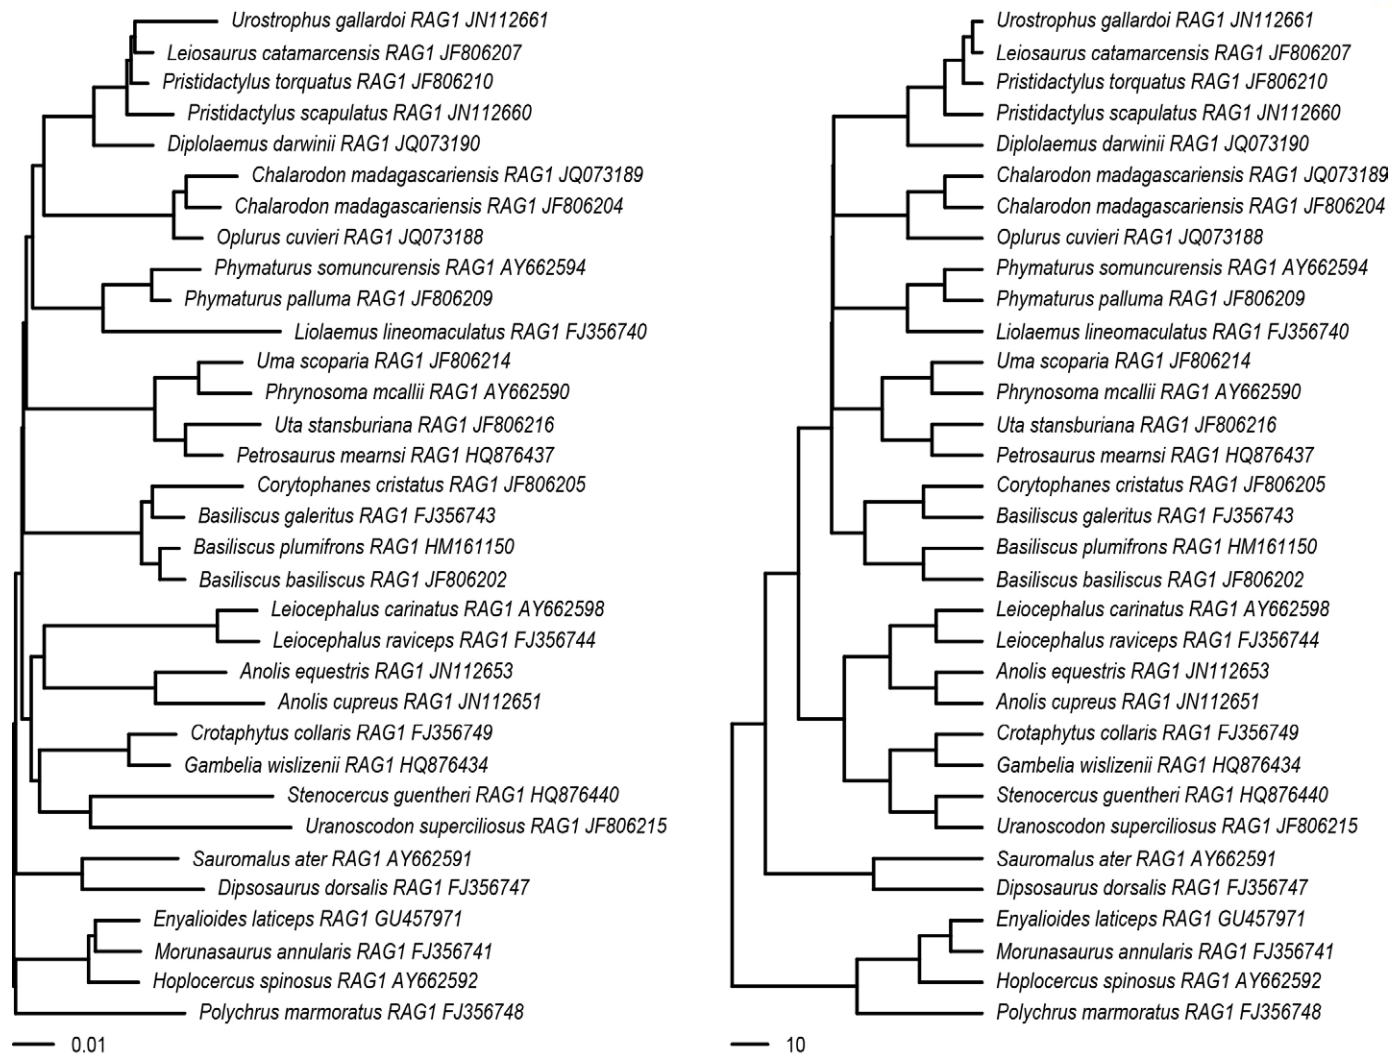 Urostrophus gallardoi RAG1 JN112661
Leiosaurus catamarcensis RAG1 JF806207
Pristidactylus torquatus RAG1 JF806210
Pristidactylus scapulatus RAG1 JN112660
Diplolaemus darwinii RAG1 JQ073190
Chalarodon madagascariensis RAG1 JQ073189
Chalarodon madagascariensis RAG1 JF806204
Oplurus cuvieri RAG1 JQ073188
Phymaturus somuncurensis RAG1 AY662594
Phymaturus palluma RAG1 JF806209
Liolaemus lineomaculatus RAG1 FJ356740
Uma scoparia RAG1 JF806214
Phrynosoma mcallii RAG1 AY662590
Uta stansburiana RAG1 JF806216
Petrosaurus mearnsi RAG1 HQ876437
Corytophanes cristatus RAG1 JF806205
Basiliscus galeritus RAG1 FJ356743
Basiliscus plumifrons RAG1 HM161150
Basiliscus basiliscus RAG1 JF806202
Leiocephalus carinatus RAG1 AY662598
Leiocephalus raviceps RAG1 FJ356744
Anolis equestris RAG1 JN112653
Anolis cupreus RAG1 JN112651
Crotaphytus collaris RAG1 FJ356749
Gambelia wislizenii RAG1 HQ876434
Stenocercus guentheri RAG1 HQ876440
Uranoscodon superciliosus RAG1 JF806215
Sauromalus ater RAG1 AY662591
Dipsosaurus dorsalis RAG1 FJ356747
Enyalioides laticeps RAG1 GU457971
Morunasaurus annularis RAG1 FJ356741
Hoplocercus spinosus RAG1 AY662592
Polychrus marmoratus RAG1 FJ356748
0.01
Urostrophus gallardoi RAG1 JN112661
Leiosaurus catamarcensis RAG1 JF806207
Pristidactylus torquatus RAG1 JF806210
Pristidactylus scapulatus RAG1 JN112660
Diplolaemus darwinii RAG1 JQ073190
Chalarodon madagascariensis RAG1 JQ073189
Chalarodon madagascariensis RAG1 JF806204
Oplurus cuvieri RAG1 JQ073188
Phymaturus somuncurensis RAG1 AY662594
Phymaturus palluma RAG1 JF806209
Liolaemus lineomaculatus RAG1 FJ356740
Uma scoparia RAG1 JF806214
Phrynosoma mcallii RAG1 AY662590
Uta stansburiana RAG1 JF806216
Petrosaurus mearnsi RAG1 HQ876437
Corytophanes cristatus RAG1 JF806205
Basiliscus galeritus RAG1 FJ356743
Basiliscus plumifrons RAG1 HM161150
Basiliscus basiliscus RAG1 JF806202
Leiocephalus carinatus RAG1 AY662598
Leiocephalus raviceps RAG1 FJ356744
Anolis equestris RAG1 JN112653
Anolis cupreus RAG1 JN112651
Crotaphytus collaris RAG1 FJ356749
Gambelia wislizenii RAG1 HQ876434
Stenocercus guentheri RAG1 HQ876440
Uranoscodon superciliosus RAG1 JF806215
Sauromalus ater RAG1 AY662591
Dipsosaurus dorsalis RAG1 FJ356747
Enyalioides laticeps RAG1 GU457971
Morunasaurus annularis RAG1 FJ356741
Hoplocercus spinosus RAG1 AY662592
Polychrus marmoratus RAG1 FJ356748
10